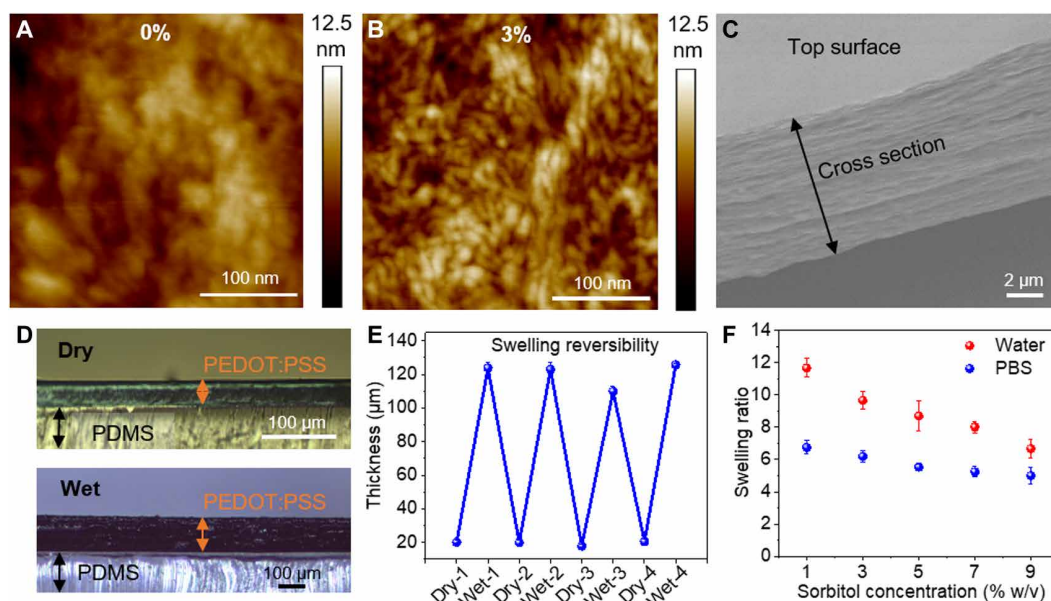 A
0%
12.5
nm
100 nm
B
3%
12.5
nm
100 nm
C
Top surface
Cross section
2 µm
D
Dry
PEDOT:PSS
PDMS
100 µm
Wet
PEDOT:PSS
PDMS
100 µm
E
Swelling reversibility
Thickness (µm)
140
120
100
80
60
40
20
Dry-1
Wet-1
Dry-2
Wet-2
Dry-3
Wet-3
Dry-4
Wet-4
F
Water
PBS
Swelling ratio
14
12
10
8
6
4
2
0
1 3 5 7 9
Sorbitol concentration (% w/v)